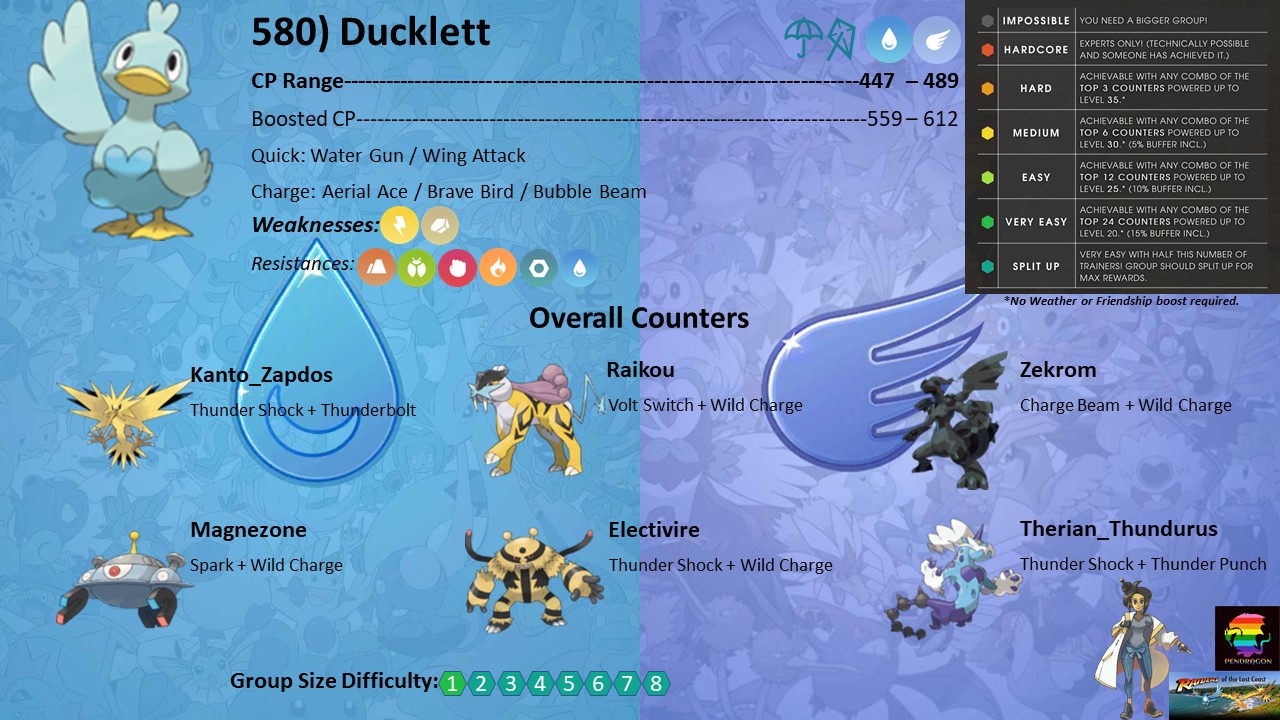 580) Ducklett
CP Range------------------------------------------------------------------------447 – 489
Boosted CP------------------------------------------------------------------------559 – 612
Quick: Water Gun / Wing Attack
Charge: Aerial Ace / Brave Bird / Bubble Beam
Weaknesses:
Resistances:
IMPOSSIBLE YOU NEED A BIGGER GROUP!
HARDCORE EXPERTS ONLY! (TECHNICALLY POSSIBLE
AND SOMEONE HAS ACHIEVED IT.)
HARD ACHIEVABLE WITH ANY COMBO OF THE
TOP 3 COUNTERS POWERED UP TO
LEVEL 35.*
MEDIUM ACHIEVABLE WITH ANY COMBO OF THE
TOP 6 COUNTERS POWERED UP TO
LEVEL 30.* (5% BUFFER INCL.)
EASY ACHIEVABLE WITH ANY COMBO OF THE
TOP 12 COUNTERS POWERED UP TO
LEVEL 25.* (10% BUFFER INCL.)
VERY EASY ACHIEVABLE WITH ANY COMBO OF THE
TOP 24 COUNTERS POWERED UP TO
LEVEL 20.* (15% BUFFER INCL.)
SPLIT UP VERY EASY WITH HALF THIS NUMBER OF
TRAINERS! GROUP SHOULD SPLIT UP FOR
MAX REWARDS.
*No Weather or Friendship boost required.
Overall Counters
Kanto_Zapdos
Thunder Shock + Thunderbolt
Raikou
Volt Switch + Wild Charge
Zekrom
Charge Beam + Wild Charge
Magnezone
Spark + Wild Charge
Electivire
Thunder Shock + Wild Charge
Therian_Thundurus
Thunder Shock + Thunder Punch
Group Size Difficulty: 1 2 3 4 5 6 7 8
PENDRAGON
RAIDERS of the Lost Coast